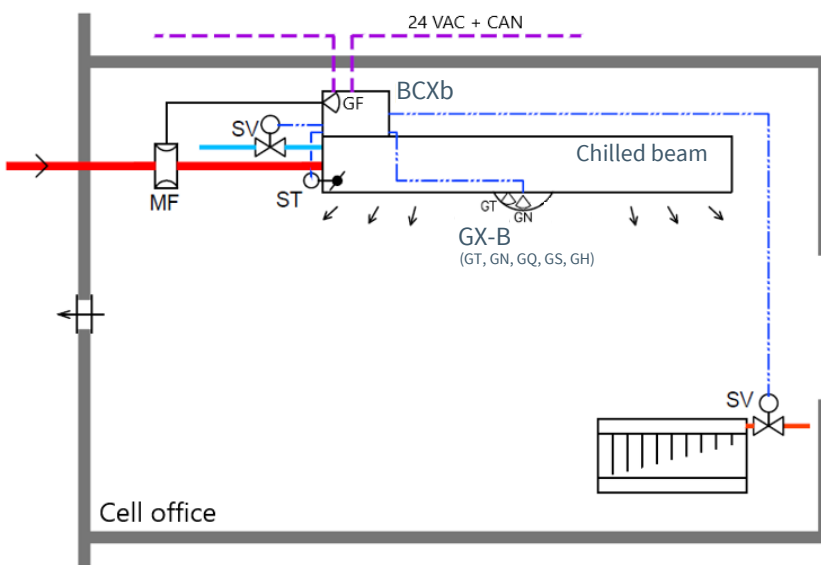 24 VAC + CAN
BCXb
GF
SV
Chilled beam
MF
ST
GT
GN
GX-B
(GT, GN, GQ, GS, GH)
SV
Cell office